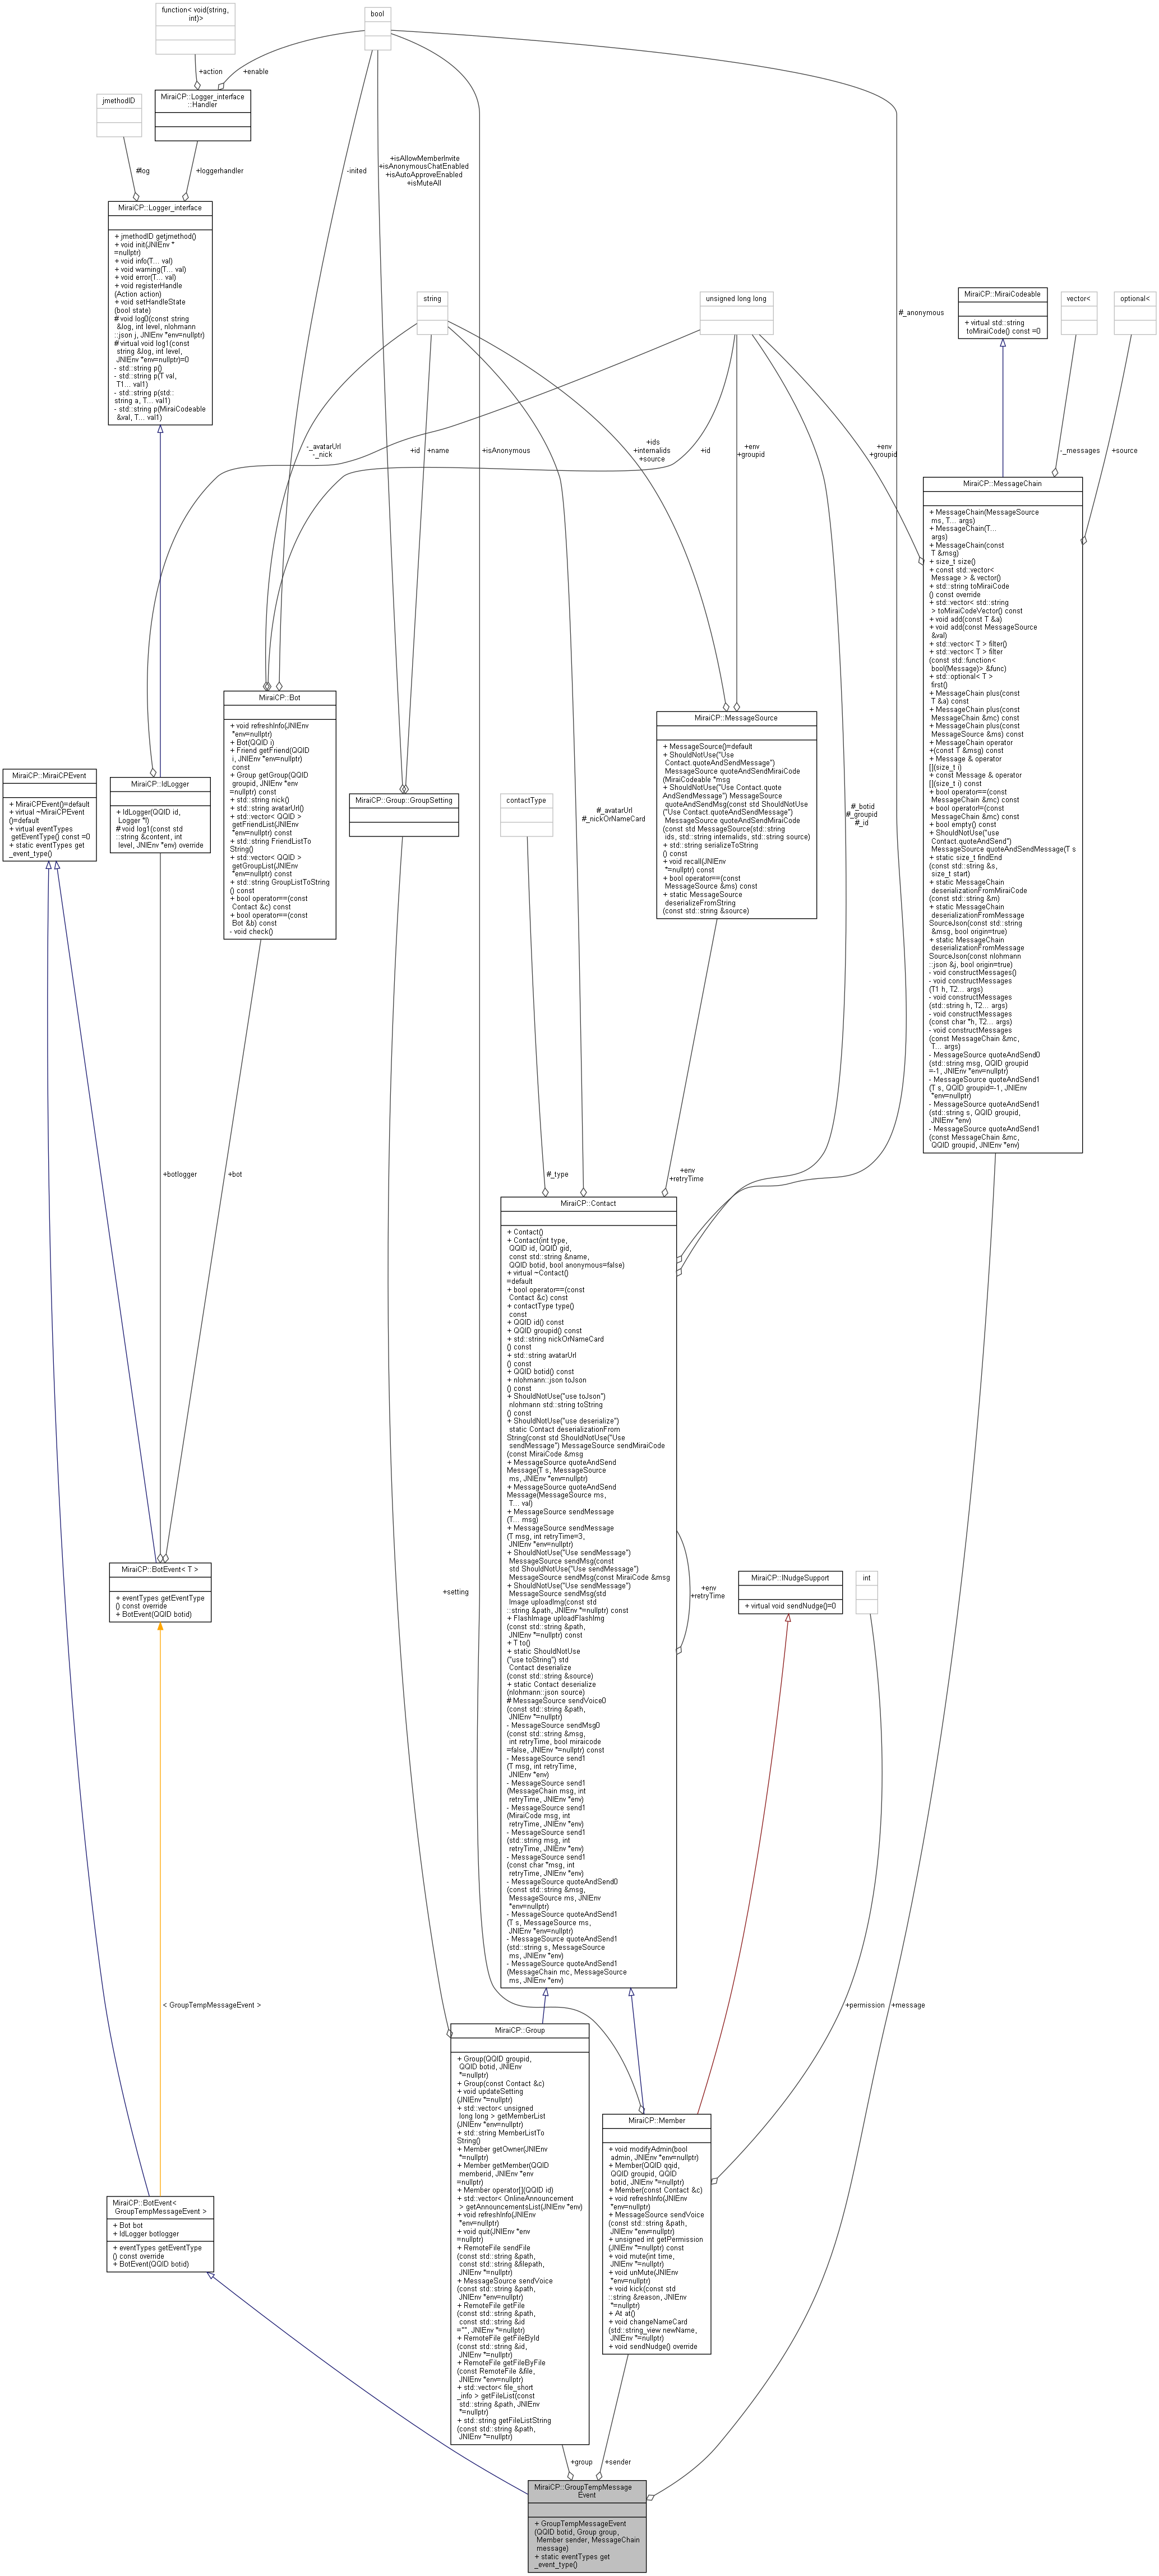 function< void(string,
int)>
bool
+action
+enable
jmethodID
MiraiCP::Logger_interface
::Handler
#log
+loggerhandler
-inited
+isAllowMemberInvite
+isAnonymousChatEnabled
+isAutoApproveEnabled
+isMuteAll
MiraiCP::Logger_interface
+ jmethodID getjmethod()
+ void init(JNIEnv *
=nullptr)
+ void info(T... val)
+ void warning(T... val)
+ void error(T... val)
+ void registerHandle
(Action action)
+ void setHandleState
(bool state)
# void log0(const string
&log, int level, nlohmann
::json j, JNIEnv *env=nullptr)
# virtual void log1(const
string &log, int level,
JNIEnv *env=nullptr)=0
- std::string p()
- std::string p(T val,
T1... val1)
- std::string p(std::
string a, T... val1)
- std::string p(MiraiCodeable
&val, T... val1)
string
unsigned long long
#_anonymous
MiraiCP::MiraiCodeable
+ virtual std::string
toMiraiCode() const =0
vector<
optional<
-_avatarUrl
-_nick
+id
+name
+isAnonymous
+ids
+internalids
+source
+id
+env
+groupid
+env
+groupid
-_messages
+source
MiraiCP::MessageChain
+ MessageChain(MessageSource
ms, T... args)
+ MessageChain(T...
args)
+ MessageChain(const
T &msg)
+ size_t size()
+ const std::vector<
Message > & vector()
+ std::string toMiraiCode
() const override
+ std::vector< std::string
> toMiraiCodeVector() const
+ void add(const T &a)
+ void add(const MessageSource
&val)
+ std::vector< T > filter()
+ std::vector< T > filter
(const std::function<
bool(Message)> &func)
+ std::optional< T >
first()
+ MessageChain plus(const
T &a) const
+ MessageChain plus(const
MessageChain &mc) const
+ MessageChain plus(const
MessageSource &ms) const
+ MessageChain operator
+(const T &msg) const
+ Message & operator
[](size_t i)
+ const Message & operator
[](size_t i) const
+ bool operator==(const
MessageChain &mc) const
+ bool operator!=(const
MessageChain &mc) const
+ bool empty() const
+ ShouldNotUse("use
Contact.quoteAndSend")
MessageSource quoteAndSendMessage(T s
+ static size_t findEnd
(const std::string &s,
size_t start)
+ static MessageChain
deserializationFromMiraiCode
(const std::string &m)
+ static MessageChain
deserializationFromMessage
SourceJson(const std::string
&msg, bool origin=true)
+ static MessageChain
deserializationFromMessage
SourceJson(const nlohmann
::json &j, bool origin=true)
- void constructMessages()
- void constructMessages
(T1 h, T2... args)
- void constructMessages
(std::string h, T2... args)
- void constructMessages
(const char *h, T2... args)
- void constructMessages
(const MessageChain &mc,
T... args)
- MessageSource quoteAndSend0
(std::string msg, QQID groupid
=-1, JNIEnv *env=nullptr)
- MessageSource quoteAndSend1
(T s, QQID groupid=-1, JNIEnv
*env=nullptr)
- MessageSource quoteAndSend1
(std::string s, QQID groupid,
JNIEnv *env)
- MessageSource quoteAndSend1
(const MessageChain &mc,
QQID groupid, JNIEnv *env)
MiraiCP::Bot
+ void refreshInfo(JNIEnv
*env=nullptr)
+ Bot(QQID i)
+ Friend getFriend(QQID
i, JNIEnv *env=nullptr)
const
+ Group getGroup(QQID
groupid, JNIEnv *env
=nullptr) const
+ std::string nick()
+ std::string avatarUrl()
+ std::vector< QQID >
getFriendList(JNIEnv
*env=nullptr) const
+ std::string FriendListTo
String()
+ std::vector< QQID >
getGroupList(JNIEnv
*env=nullptr) const
+ std::string GroupListToString
() const
+ bool operator==(const
Contact &c) const
+ bool operator==(const
Bot &b) const
- void check()
MiraiCP::MessageSource
+ MessageSource()=default
+ ShouldNotUse("Use
Contact.quoteAndSendMessage")
MessageSource quoteAndSendMiraiCode
(MiraiCodeable *msg
+ ShouldNotUse("Use Contact.quote
AndSendMessage") MessageSource
quoteAndSendMsg(const std ShouldNotUse
("Use Contact.quoteAndSendMessage")
MessageSource quoteAndSendMiraiCode
(const std MessageSource(std::string
ids, std::string internalids, std::string source)
+ std::string serializeToString
() const
+ void recall(JNIEnv
*=nullptr) const
+ bool operator==(const
MessageSource &ms) const
+ static MessageSource
deserializeFromString
(const std::string &source)
MiraiCP::MiraiCPEvent
+ MiraiCPEvent()=default
+ virtual ~MiraiCPEvent
()=default
+ virtual eventTypes
getEventType() const =0
+ static eventTypes get
_event_type()
MiraiCP::IdLogger
+ IdLogger(QQID id,
Logger *l)
# void log1(const std
::string &content, int
level, JNIEnv *env) override
MiraiCP::Group::GroupSetting
contactType
#_avatarUrl
#_nickOrNameCard
#_botid
#_groupid
#_id
+botlogger
+bot
#_type
+env
+retryTime
MiraiCP::Contact
+ Contact()
+ Contact(int type,
QQID id, QQID gid,
const std::string &name,
QQID botid, bool anonymous=false)
+ virtual ~Contact()
=default
+ bool operator==(const
Contact &c) const
+ contactType type()
const
+ QQID id() const
+ QQID groupid() const
+ std::string nickOrNameCard
() const
+ std::string avatarUrl
() const
+ QQID botid() const
+ nlohmann::json toJson
() const
+ ShouldNotUse("use toJson")
nlohmann std::string toString
() const
+ ShouldNotUse("use deserialize")
static Contact deserializationFrom
String(const std ShouldNotUse("Use
sendMessage") MessageSource sendMiraiCode
(const MiraiCode &msg
+ MessageSource quoteAndSend
Message(T s, MessageSource
ms, JNIEnv *env=nullptr)
+ MessageSource quoteAndSend
Message(MessageSource ms,
T... val)
+ MessageSource sendMessage
(T... msg)
+ MessageSource sendMessage
(T msg, int retryTime=3,
JNIEnv *env=nullptr)
+ ShouldNotUse("Use sendMessage")
MessageSource sendMsg(const
std ShouldNotUse("Use sendMessage")
MessageSource sendMsg(const MiraiCode &msg
+ ShouldNotUse("Use sendMessage")
MessageSource sendMsg(std
Image uploadImg(const std
::string &path, JNIEnv *=nullptr) const
+ FlashImage uploadFlashImg
(const std::string &path,
JNIEnv *=nullptr) const
+ T to()
+ static ShouldNotUse
("use toString") std
Contact deserialize
(const std::string &source)
+ static Contact deserialize
(nlohmann::json source)
# MessageSource sendVoice0
(const std::string &path,
JNIEnv *=nullptr)
- MessageSource sendMsg0
(const std::string &msg,
int retryTime, bool miraicode
=false, JNIEnv *=nullptr) const
- MessageSource send1
(T msg, int retryTime,
JNIEnv *env)
- MessageSource send1
(MessageChain msg, int
retryTime, JNIEnv *env)
- MessageSource send1
(MiraiCode msg, int
retryTime, JNIEnv *env)
- MessageSource send1
(std::string msg, int
retryTime, JNIEnv *env)
- MessageSource send1
(const char *msg, int
retryTime, JNIEnv *env)
- MessageSource quoteAndSend0
(const std::string &msg,
MessageSource ms, JNIEnv
*env=nullptr)
- MessageSource quoteAndSend1
(T s, MessageSource ms,
JNIEnv *env=nullptr)
- MessageSource quoteAndSend1
(std::string s, MessageSource
ms, JNIEnv *env)
- MessageSource quoteAndSend1
(MessageChain mc, MessageSource
ms, JNIEnv *env)
+env
+retryTime
MiraiCP::BotEvent< T >
+ eventTypes getEventType
() const override
+ BotEvent(QQID botid)
+setting
MiraiCP::INudgeSupport
+ virtual void sendNudge()=0
int
< GroupTempMessageEvent >
+permission
+message
MiraiCP::Group
+ Group(QQID groupid,
QQID botid, JNIEnv
*=nullptr)
+ Group(const Contact &c)
+ void updateSetting
(JNIEnv *=nullptr)
+ std::vector< unsigned
long long > getMemberList
(JNIEnv *env=nullptr)
+ std::string MemberListTo
String()
+ Member getOwner(JNIEnv
*=nullptr)
+ Member getMember(QQID
memberid, JNIEnv *env
=nullptr)
+ Member operator[](QQID id)
+ std::vector< OnlineAnnouncement
> getAnnouncementsList(JNIEnv *env)
+ void refreshInfo(JNIEnv
*env=nullptr)
+ void quit(JNIEnv *env
=nullptr)
+ RemoteFile sendFile
(const std::string &path,
const std::string &filepath,
JNIEnv *=nullptr)
+ MessageSource sendVoice
(const std::string &path,
JNIEnv *env=nullptr)
+ RemoteFile getFile
(const std::string &path,
const std::string &id
="", JNIEnv *=nullptr)
+ RemoteFile getFileById
(const std::string &id,
JNIEnv *=nullptr)
+ RemoteFile getFileByFile
(const RemoteFile &file,
JNIEnv *env=nullptr)
+ std::vector< file_short
_info > getFileList(const
std::string &path, JNIEnv
*=nullptr)
+ std::string getFileListString
(const std::string &path,
JNIEnv *=nullptr)
MiraiCP::Member
+ void modifyAdmin(bool
admin, JNIEnv *env=nullptr)
+ Member(QQID qqid,
QQID groupid, QQID
botid, JNIEnv *=nullptr)
+ Member(const Contact &c)
+ void refreshInfo(JNIEnv
*env=nullptr)
+ MessageSource sendVoice
(const std::string &path,
JNIEnv *env=nullptr)
+ unsigned int getPermission
(JNIEnv *=nullptr) const
+ void mute(int time,
JNIEnv *=nullptr)
+ void unMute(JNIEnv
*env=nullptr)
+ void kick(const std
::string &reason, JNIEnv
*=nullptr)
+ At at()
+ void changeNameCard
(std::string_view newName,
JNIEnv *=nullptr)
+ void sendNudge() override
MiraiCP::BotEvent<
GroupTempMessageEvent >
+ Bot bot
+ IdLogger botlogger
+ eventTypes getEventType
() const override
+ BotEvent(QQID botid)
+group
+sender
MiraiCP::GroupTempMessage
Event
+ GroupTempMessageEvent
(QQID botid, Group group,
Member sender, MessageChain
message)
+ static eventTypes get
_event_type()